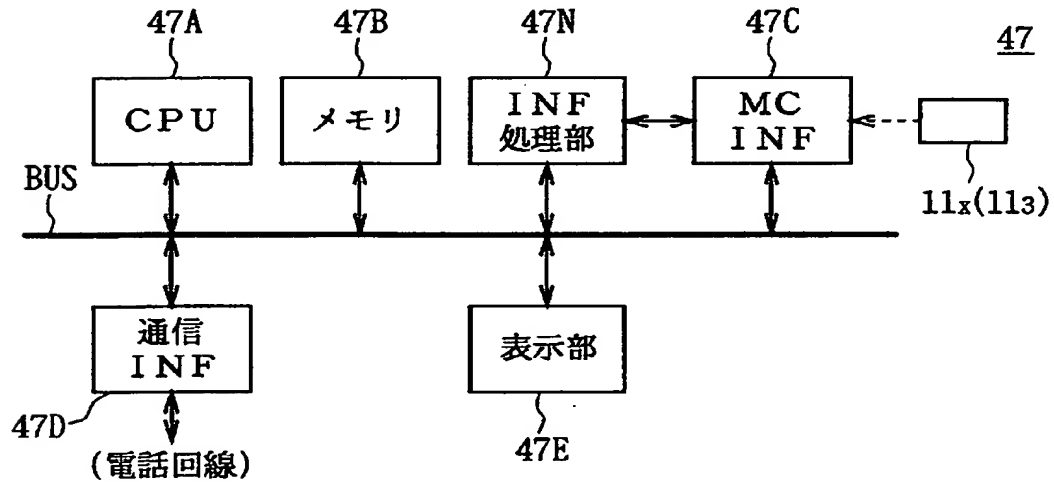 47A
47B
47N
47C
47
CPU
メモリ
INF
処理部
MC
INF
BUS
11x(113)
通信
INF
表示部
47D
47E
(電話回線)